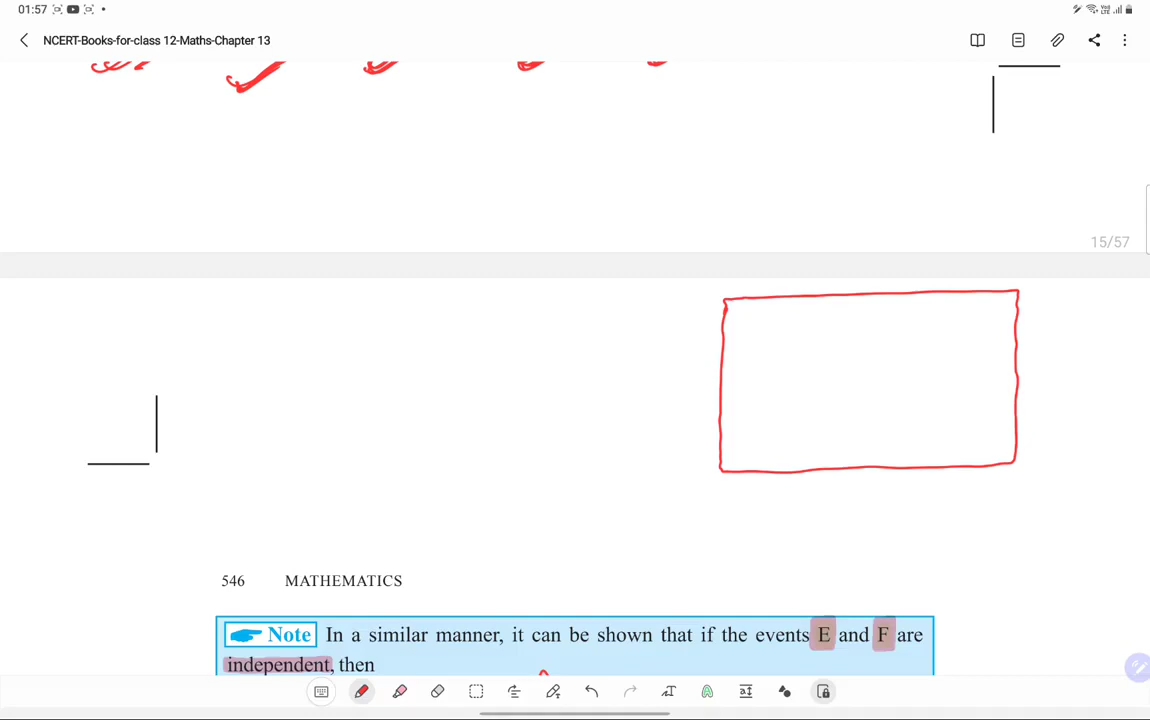 01:57
NCERT-Books-for-class 12-Maths-Chapter 13
15/57
546 MATHEMATICS
Note In a similar manner, it can be shown that if the events E and F are
independent, then